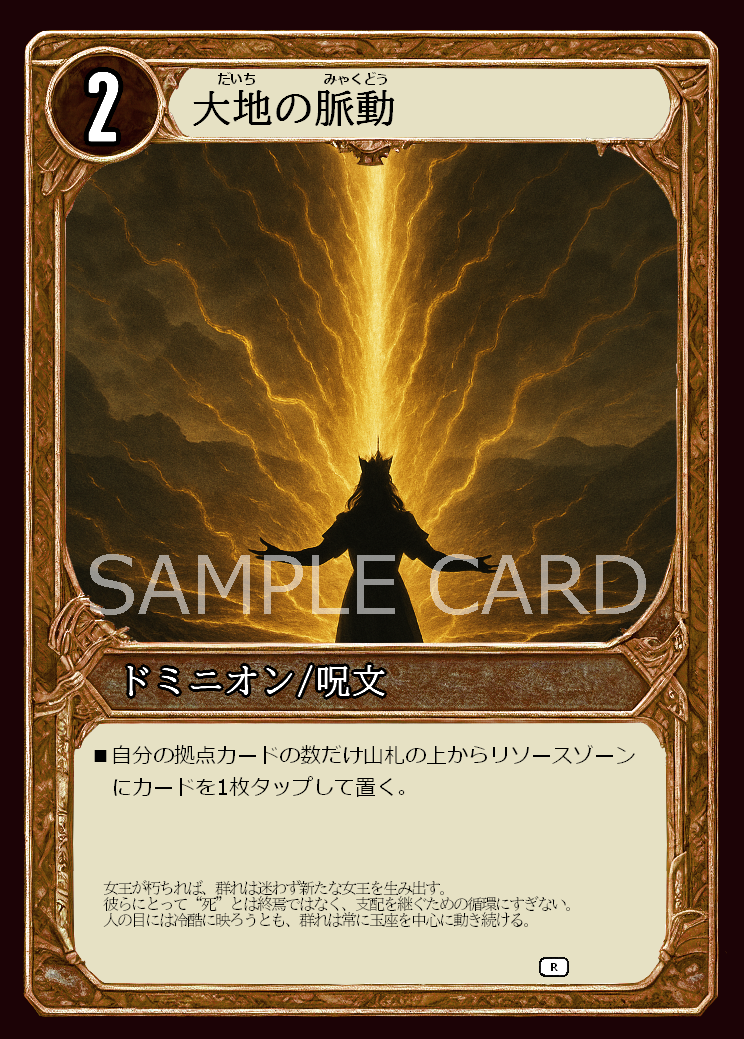 2
だいち みゃくどう
大地の脈動
SAMPLE CARD
ドミニオン/呪文
■自分の拠点カードの数だけ山札の上からリソースゾーン
にカードを1枚タップして置く。
女王が朽ちれば、群れは迷わず新たな女王を生み出す。
彼らにとって“死”とは終焉ではなく、支配を継ぐための循環にすぎない。
人の目には冷酷に映ろうとも、群れは常に玉座を中心に動き続ける。
R